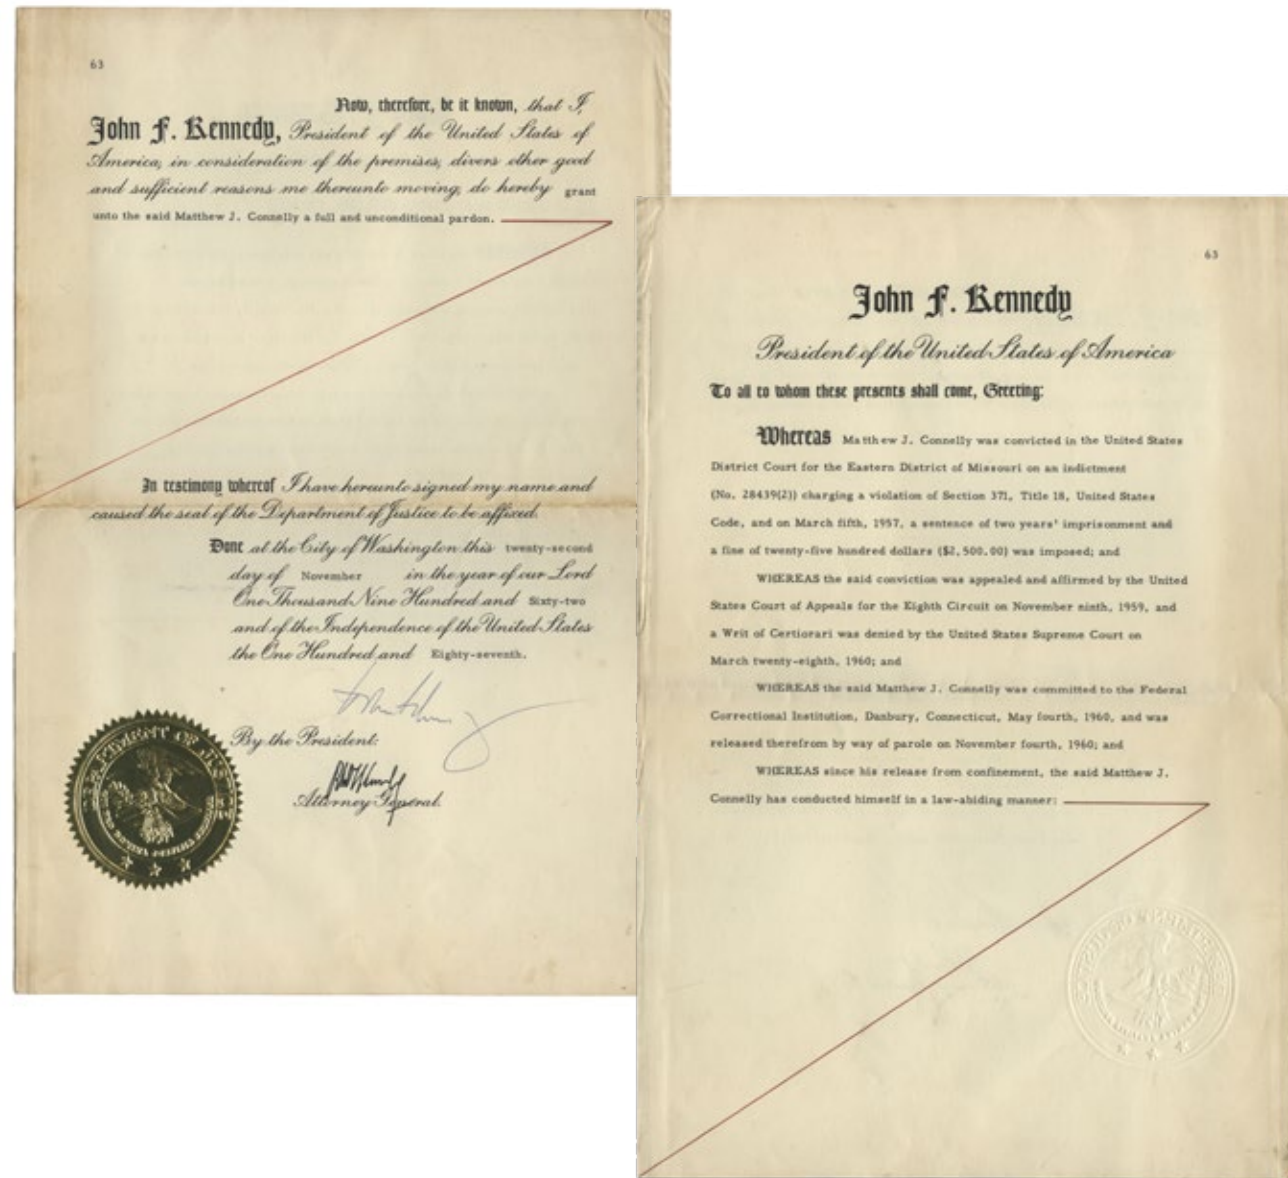 63
Now, therefore, be it known, that I,
John F. Kennedy, President of the United States of
America, in consideration of the premises, divers other good
and sufficient reasons me thereunto moving, do hereby grant
unto the said Matthew J. Connelly a full and unconditional pardon.
In testimony whereof I have hereunto signed my name and
caused the seal of the Department of Justice to be affixed.
Done at the City of Washington this twenty-second
day of November in the year of our Lord
One Thousand Nine Hundred and Sixty-two
and of the Independence of the United States
the One Hundred and Eighty-seventh.
By the President:
Attorney General.
63
John F. Kennedy
President of the United States of America
To all to whom these presents shall come, Greeting:
Whereas Matthew J. Connelly was convicted in the United States
District Court for the Eastern District of Missouri on an indictment
(No. 28439(2)) charging a violation of Section 371, Title 18, United States
Code, and on March fifth, 1957, a sentence of two years' imprisonment and
a fine of twenty-five hundred dollars ($2,500.00) was imposed; and
WHEREAS the said conviction was appealed and affirmed by the United
States Court of Appeals for the Eighth Circuit on November ninth, 1959, and
a Writ of Certiorari was denied by the United States Supreme Court on
March twenty-eighth, 1960; and
WHEREAS the said Matthew J. Connelly was committed to the Federal
Correctional Institution, Danbury, Connecticut, May fourth, 1960, and was
released therefrom by way of parole on November fourth, 1960; and
WHEREAS since his release from confinement, the said Matthew J.
Connelly has conducted himself in a law-abiding manner: